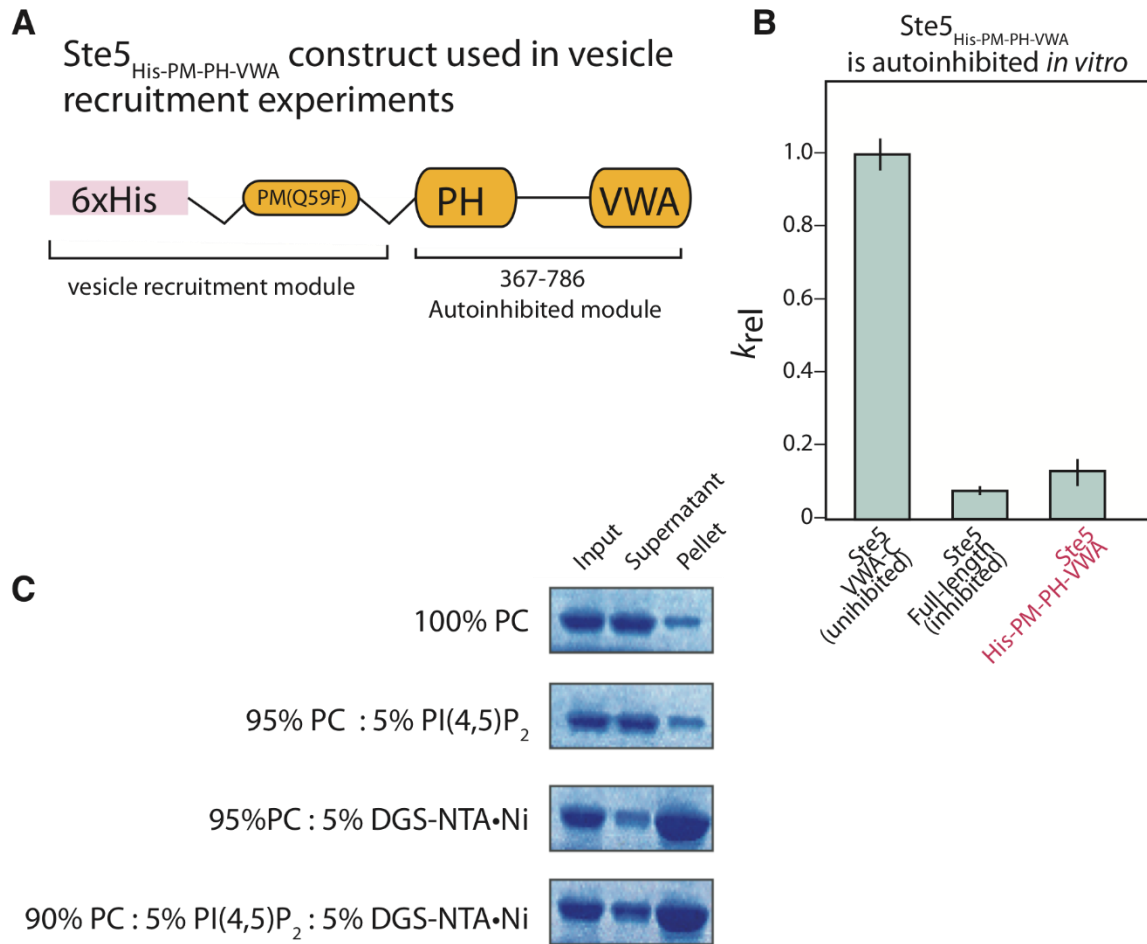 A
Ste5His-PM-PH-VWA construct used in vesicle
recruitment experiments
6xHis
PM(Q59F)
PH
VWA
vesicle recruitment module
367-786
Autoinhibited module
B
Ste5His-PM-PH-VWA
is autoinhibited in vitro
krel
1.0
0.8
0.6
0.4
0.2
0
Ste5
VWA-C
(unihibited)
Ste5
Full-length
(inhibited)
Ste5
His-PM-PH-VWA
C
Input
Supernatant
Pellet
100% PC
95% PC : 5% PI(4,5)P2
95%PC : 5% DGS-NTA•Ni
90% PC : 5% PI(4,5)P2 : 5% DGS-NTA•Ni